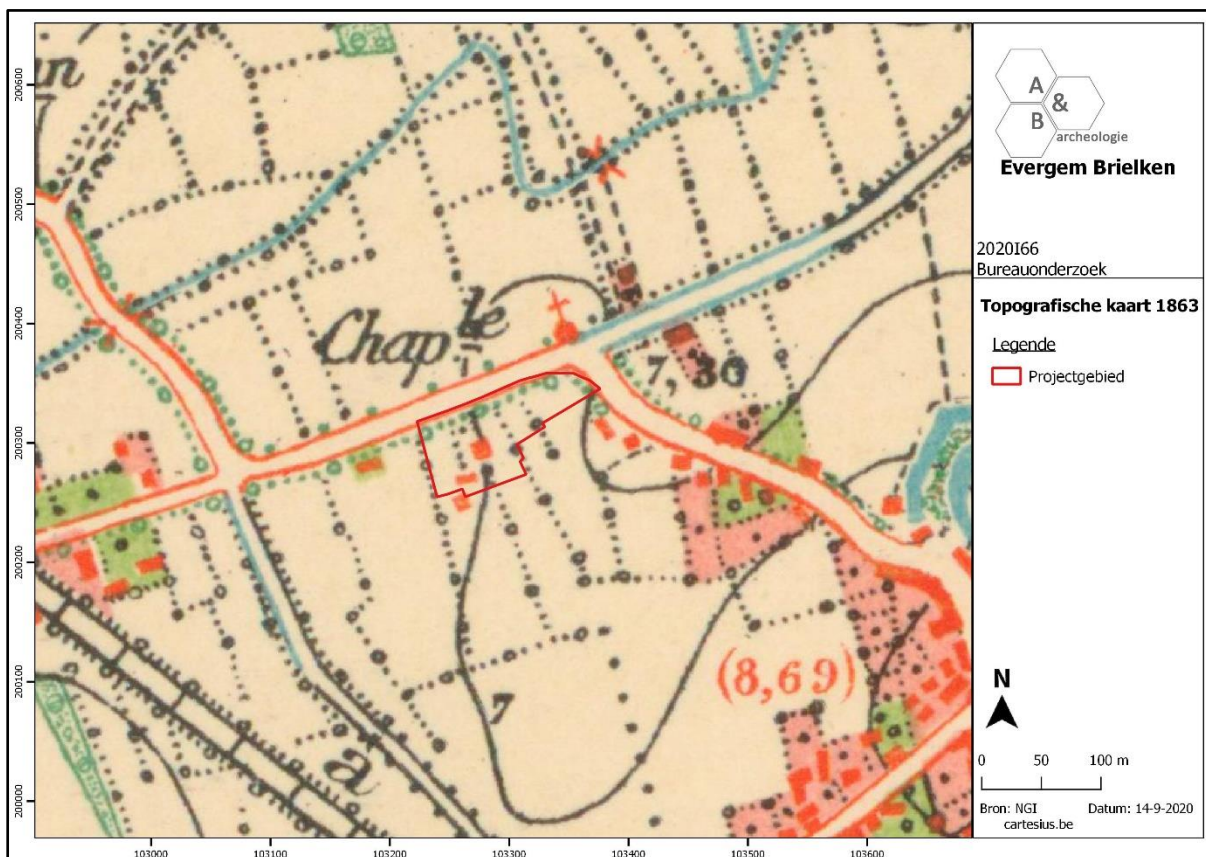 200600
200500
200400
200300
200200
200100
200000
Chaple
7, 30
(8,69)
7
a
103000
103100
103200
103300
103400
103500
103600
A
&
B
archeologie
Evergem Brielken
2020I66
Bureauonderzoek
Topografische kaart 1863
Legende
Projectgebied
N
0 50 100 m
Bron: NGI Datum: 14-9-2020
cartesius.be